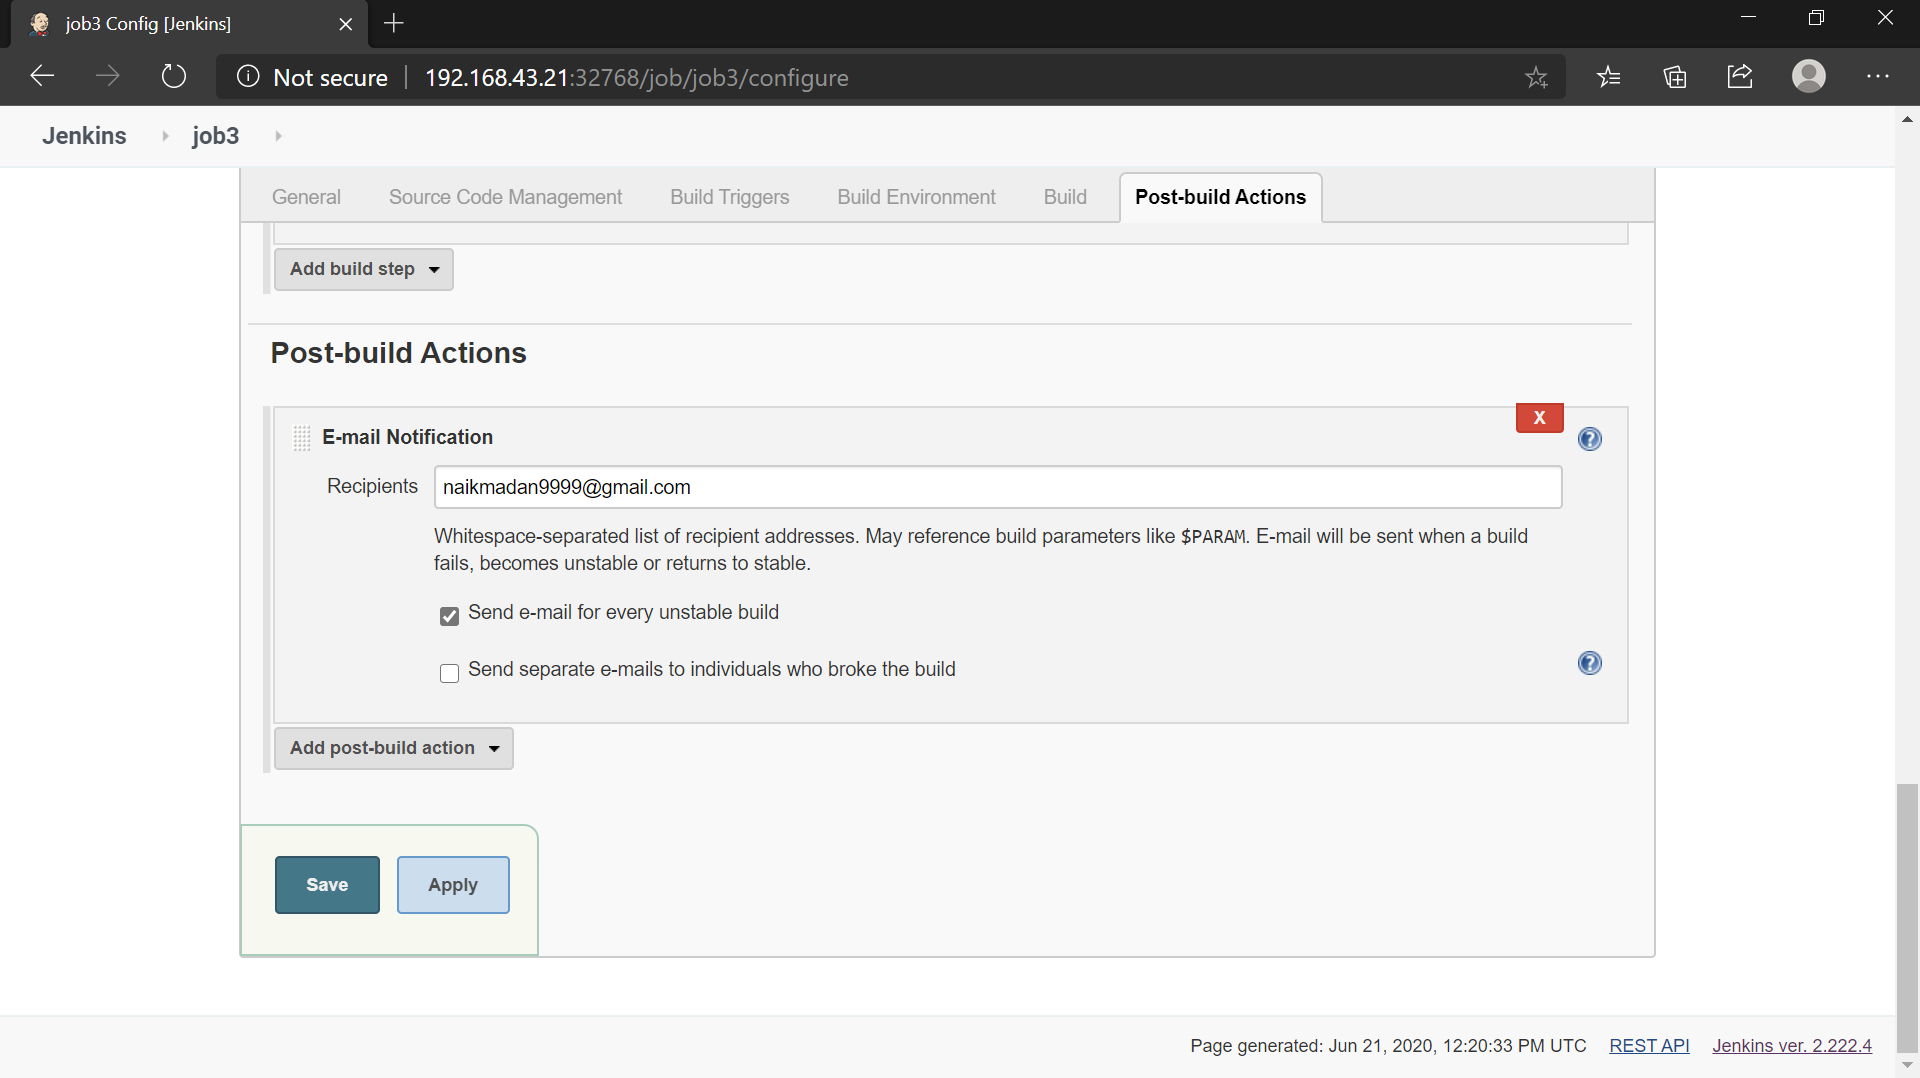 job3 Config [Jenkins]
Not secure | 192.168.43.21:32768/job/job3/configure
Jenkins job3
General Source Code Management Build Triggers Build Environment Build Post-build Actions
Add build step
Post-build Actions
X
E-mail Notification
Recipients naikmadan9999@gmail.com
Whitespace-separated list of recipient addresses. May reference build parameters like $PARAM. E-mail will be sent when a build
fails, becomes unstable or returns to stable.
Send e-mail for every unstable build
Send separate e-mails to individuals who broke the build
Add post-build action
Save Apply
Page generated: Jun 21, 2020, 12:20:33 PM UTC REST API Jenkins ver. 2.222.4